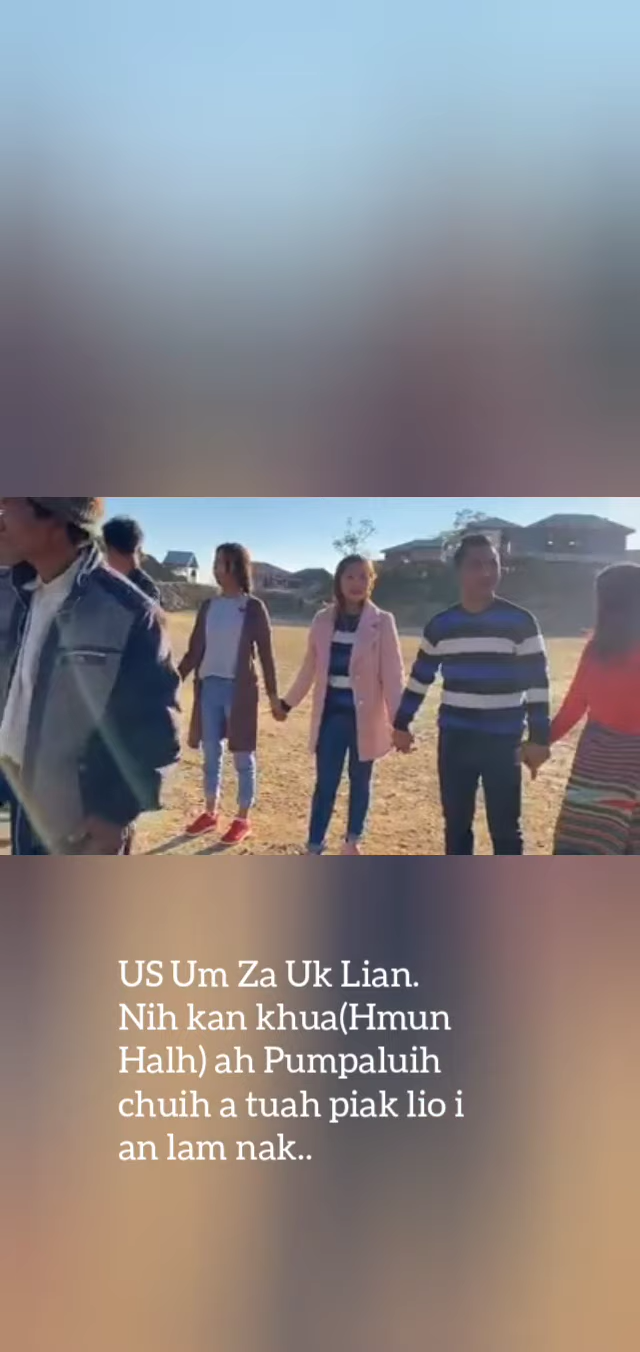 US Um Za Uk Lian.
Nih kan khua(Hmun
Halh) ah Pumpaluih
chuih a tuah piak lio i
an lam nak..